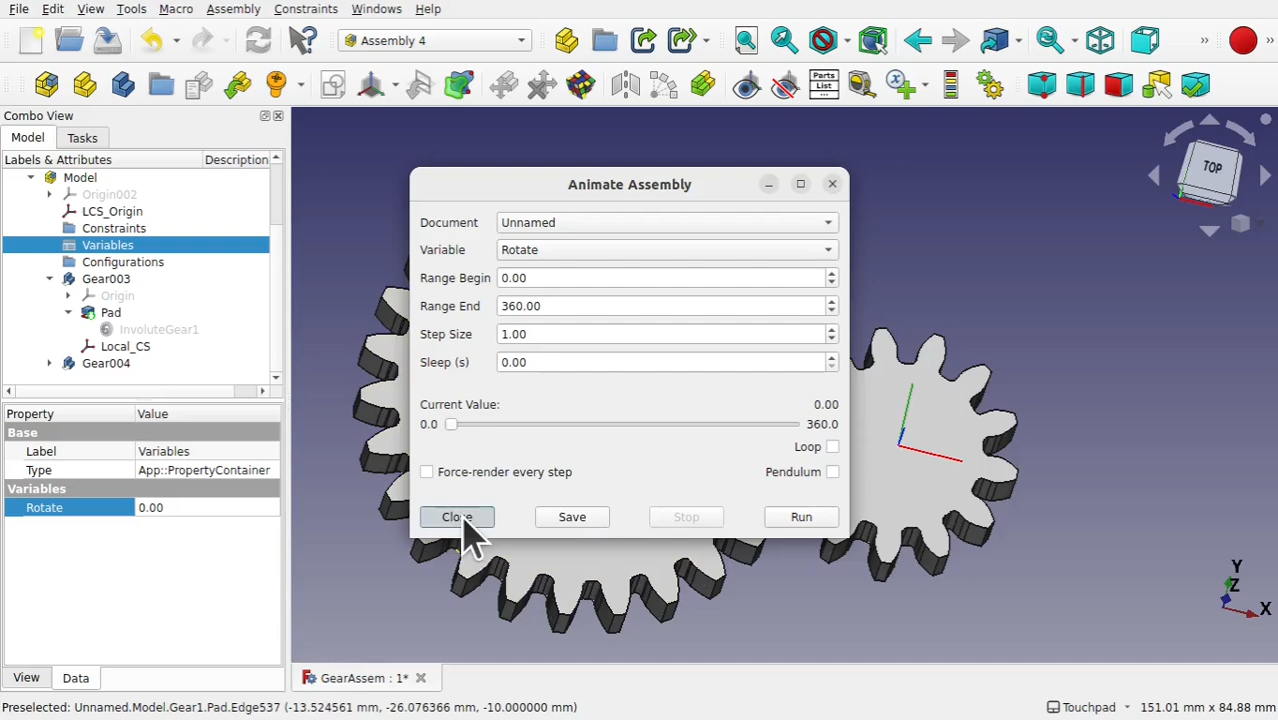 File Edit View Tools Macro Assembly Constraints Windows Help
Assembly 4
Parts List
Combo View
Model Tasks
Labels & Attributes Description
Model
Origin002
LCS_Origin
Constraints
Variables
Configurations
Gear003
Origin
Pad
InvoluteGear1
Local_CS
Gear004
Property Value
Base
Label Variables
Type App::PropertyContainer
Variables
Rotate 0.00
View Data
Animate Assembly
Document Unnamed
Variable Rotate
Range Begin 0.00
Range End 360.00
Step Size 1.00
Sleep (s) 0.00
Current Value: 0.00
0.0 360.0
Loop
Force-render every step Pendulum
Close Save Stop Run
TOP
Y
Z
X
GearAssem : 1*
Preselected: Unnamed.Model.Gear1.Pad.Edge537 (-13.524561 mm, -26.076366 mm, -10.000000 mm) Touchpad 151.01 mm x 84.88 mm